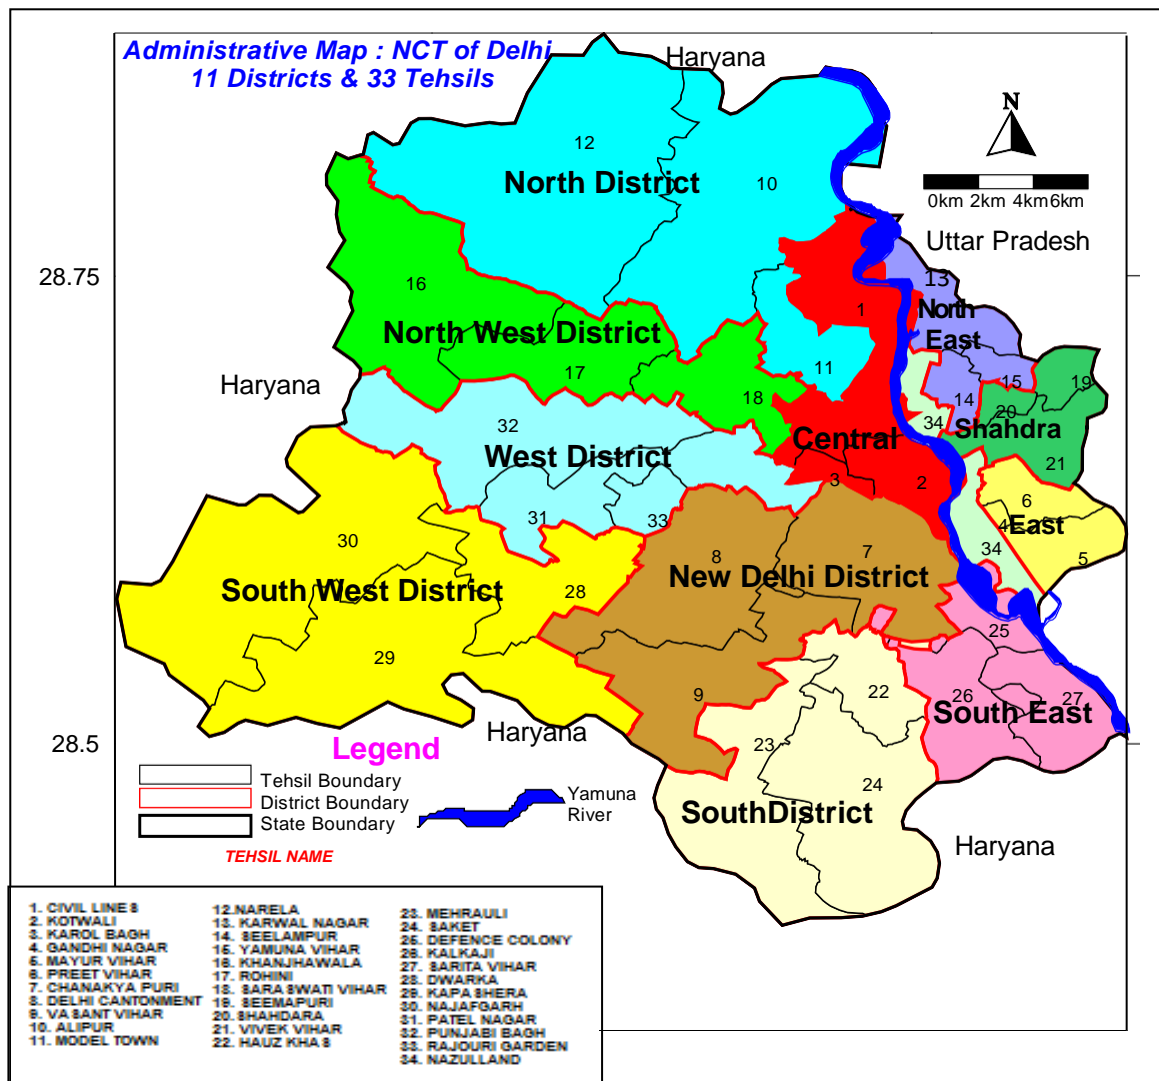 Administrative Map : NCT of Delhi
11 Districts & 33 Tehsils
Haryana
N
0km 2km 4km6km
Uttar Pradesh
28.75
12
North District
10
13
North
East
16
North West District
1
Haryana
17
11
18
15
19
14
20
34
Shahdra
32
Central
West District
21
3
2
6
31
33
4
East
30
8
7
34
5
South West District
28
New Delhi District
25
29
9
22
26
27
South East
28.5
Haryana
23
24
SouthDistrict
Haryana
Legend
Tehsil Boundary
District Boundary
State Boundary
Yamuna
River
TEHSIL NAME
1. CIVIL LINES
2. KOTWALI
3. KAROL BAGH
4. GANDHI NAGAR
5. MAYUR VIHAR
6. PREET VIHAR
7. CHANAKYA PURI
8. DELHI CANTONMENT
9. VASANT VIHAR
10. ALIPUR
11. MODEL TOWN
12.NARELA
13. KARWAL NAGAR
14. SEELAMPUR
15. YAMUNA VIHAR
16. KHANJHAWALA
17. ROHINI
18. SARASWATI VIHAR
19. SEEMAPURI
20.SHAHDARA
21. VIVEK VIHAR
22. HAUZ KHAS
23. MEHRAULI
24. SAKET
25. DEFENCE COLONY
26. KALKAJI
27. SARITA VIHAR
28. DWARKA
29. KAPASHERA
30. NAJAFGARH
31. PATEL NAGAR
32. PUNJABI BAGH
33. RAJOURI GARDEN
34. NAZULLAND